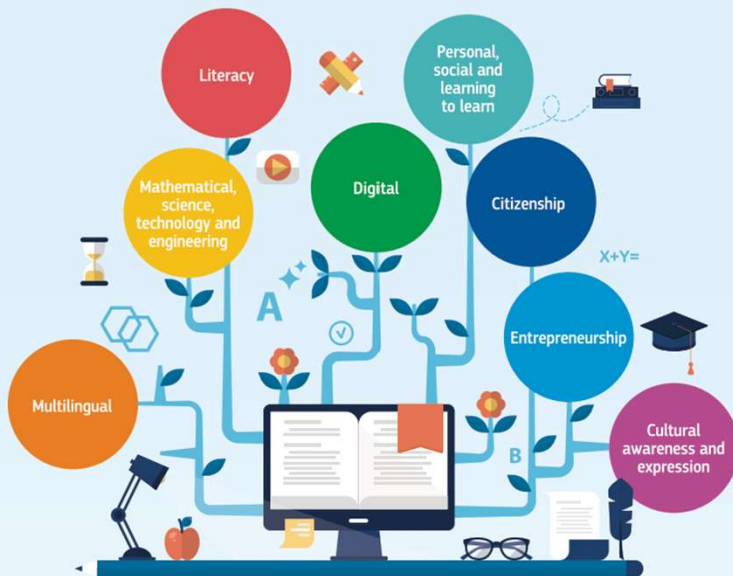 Literacy
Personal,
social and
learning
to learn
Mathematical,
science,
technology and
engineering
Digital
Citizenship
X+Y=
A
Entrepreneurship
Multilingual
Cultural
awareness and
expression
B